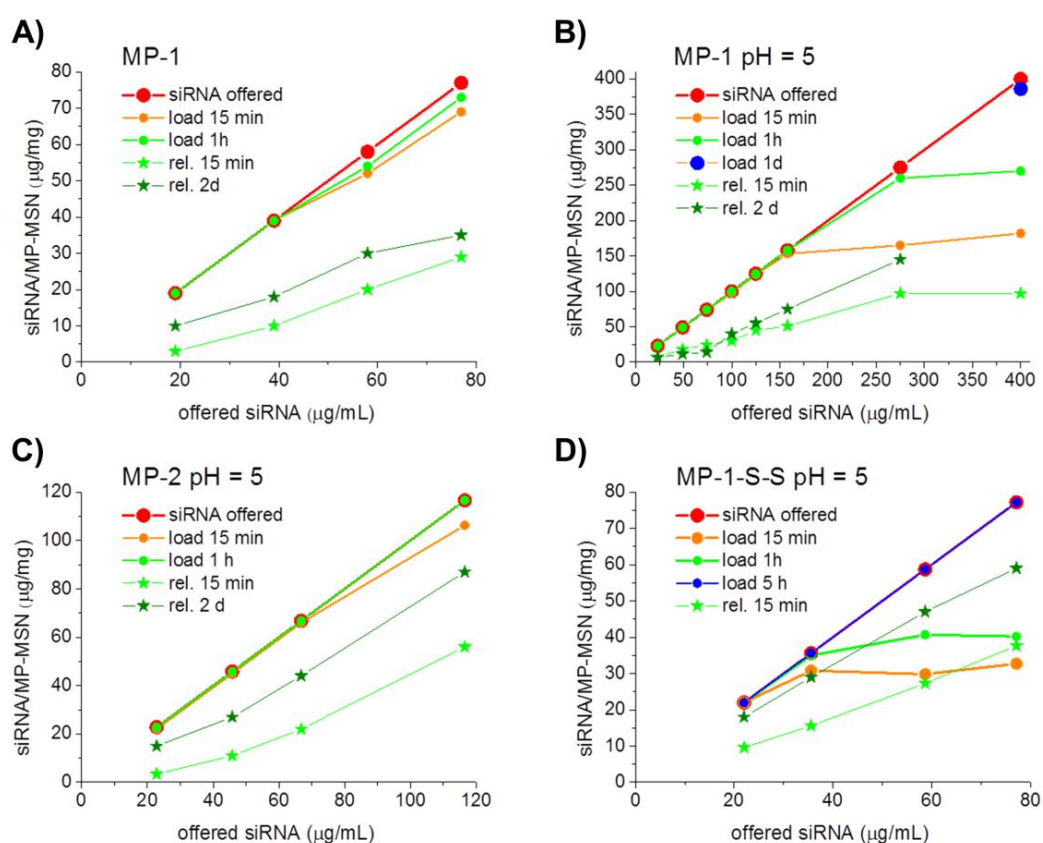 A)
MP-1
siRNA offered
load 15 min
load 1h
rel. 15 min
rel. 2d
siRNA/MP-MSN (μg/mg)
80
70
60
50
40
30
20
10
0
0 20 40 60 80
offered siRNA (μg/mL)
B)
MP-1 pH = 5
siRNA offered
load 15 min
load 1h
load 1d
rel. 15 min
rel. 2 d
siRNA/MP-MSN (μg/mg)
400
350
300
250
200
150
100
50
0
0 50 100 150 200 250 300 350 400
offered siRNA (μg/mL)
C)
MP-2 pH = 5
siRNA offered
load 15 min
load 1 h
rel. 15 min
rel. 2 d
siRNA/MP-MSN (μg/mg)
120
100
80
60
40
20
0
0 20 40 60 80 100 120
offered siRNA (μg/mL)
D)
MP-1-S-S pH = 5
siRNA offered
load 15 min
load 1h
load 5 h
rel. 15 min
siRNA/MP-MSN (μg/mg)
80
70
60
50
40
30
20
10
0
0 20 40 60 80
offered siRNA (μg/mL)